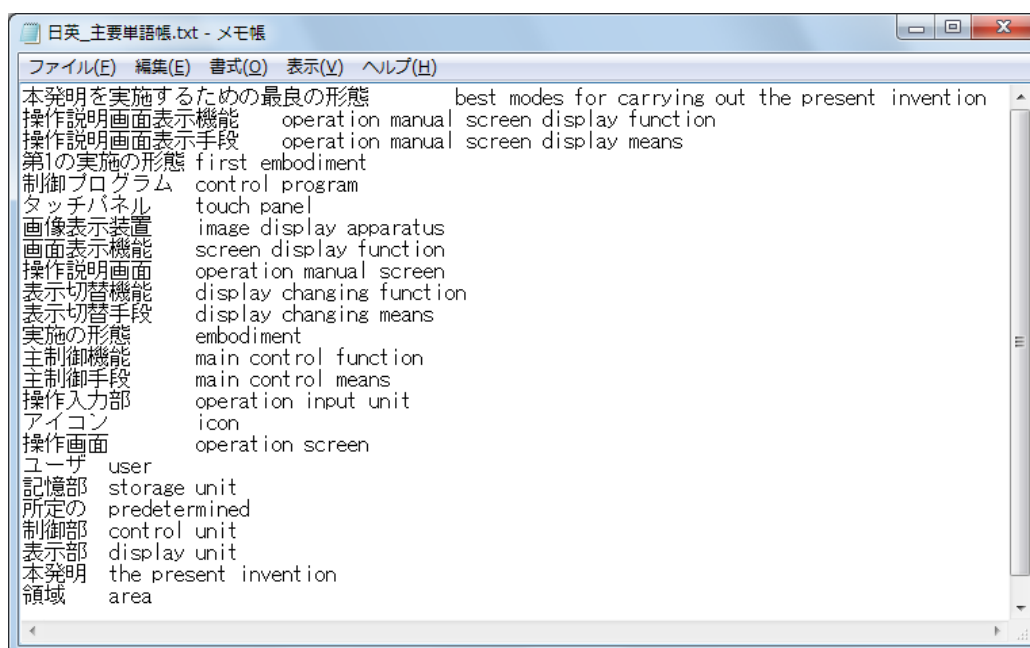 日英_主要単語帳.txt - メモ帳
ファイル(F) 編集(E) 書式(O) 表示(V) ヘルプ(H)
本発明を実施するための最良の形態 best modes for carrying out the present invention
操作説明画面表示機能 operation manual screen display function
操作説明画面表示手段 operation manual screen display means
第1の実施の形態 first embodiment
制御プログラム control program
タッチパネル touch panel
画像表示装置 image display apparatus
画面表示機能 screen display function
操作説明画面 operation manual screen
表示切替機能 display changing function
表示切替手段 display changing means
実施の形態 embodiment
主制御機能 main control function
主制御手段 main control means
操作入力部 operation input unit
アイコン icon
操作画面 operation screen
ユーザ user
記憶部 storage unit
所定の predetermined
制御部 control unit
表示部 display unit
本発明 the present invention
領域 area